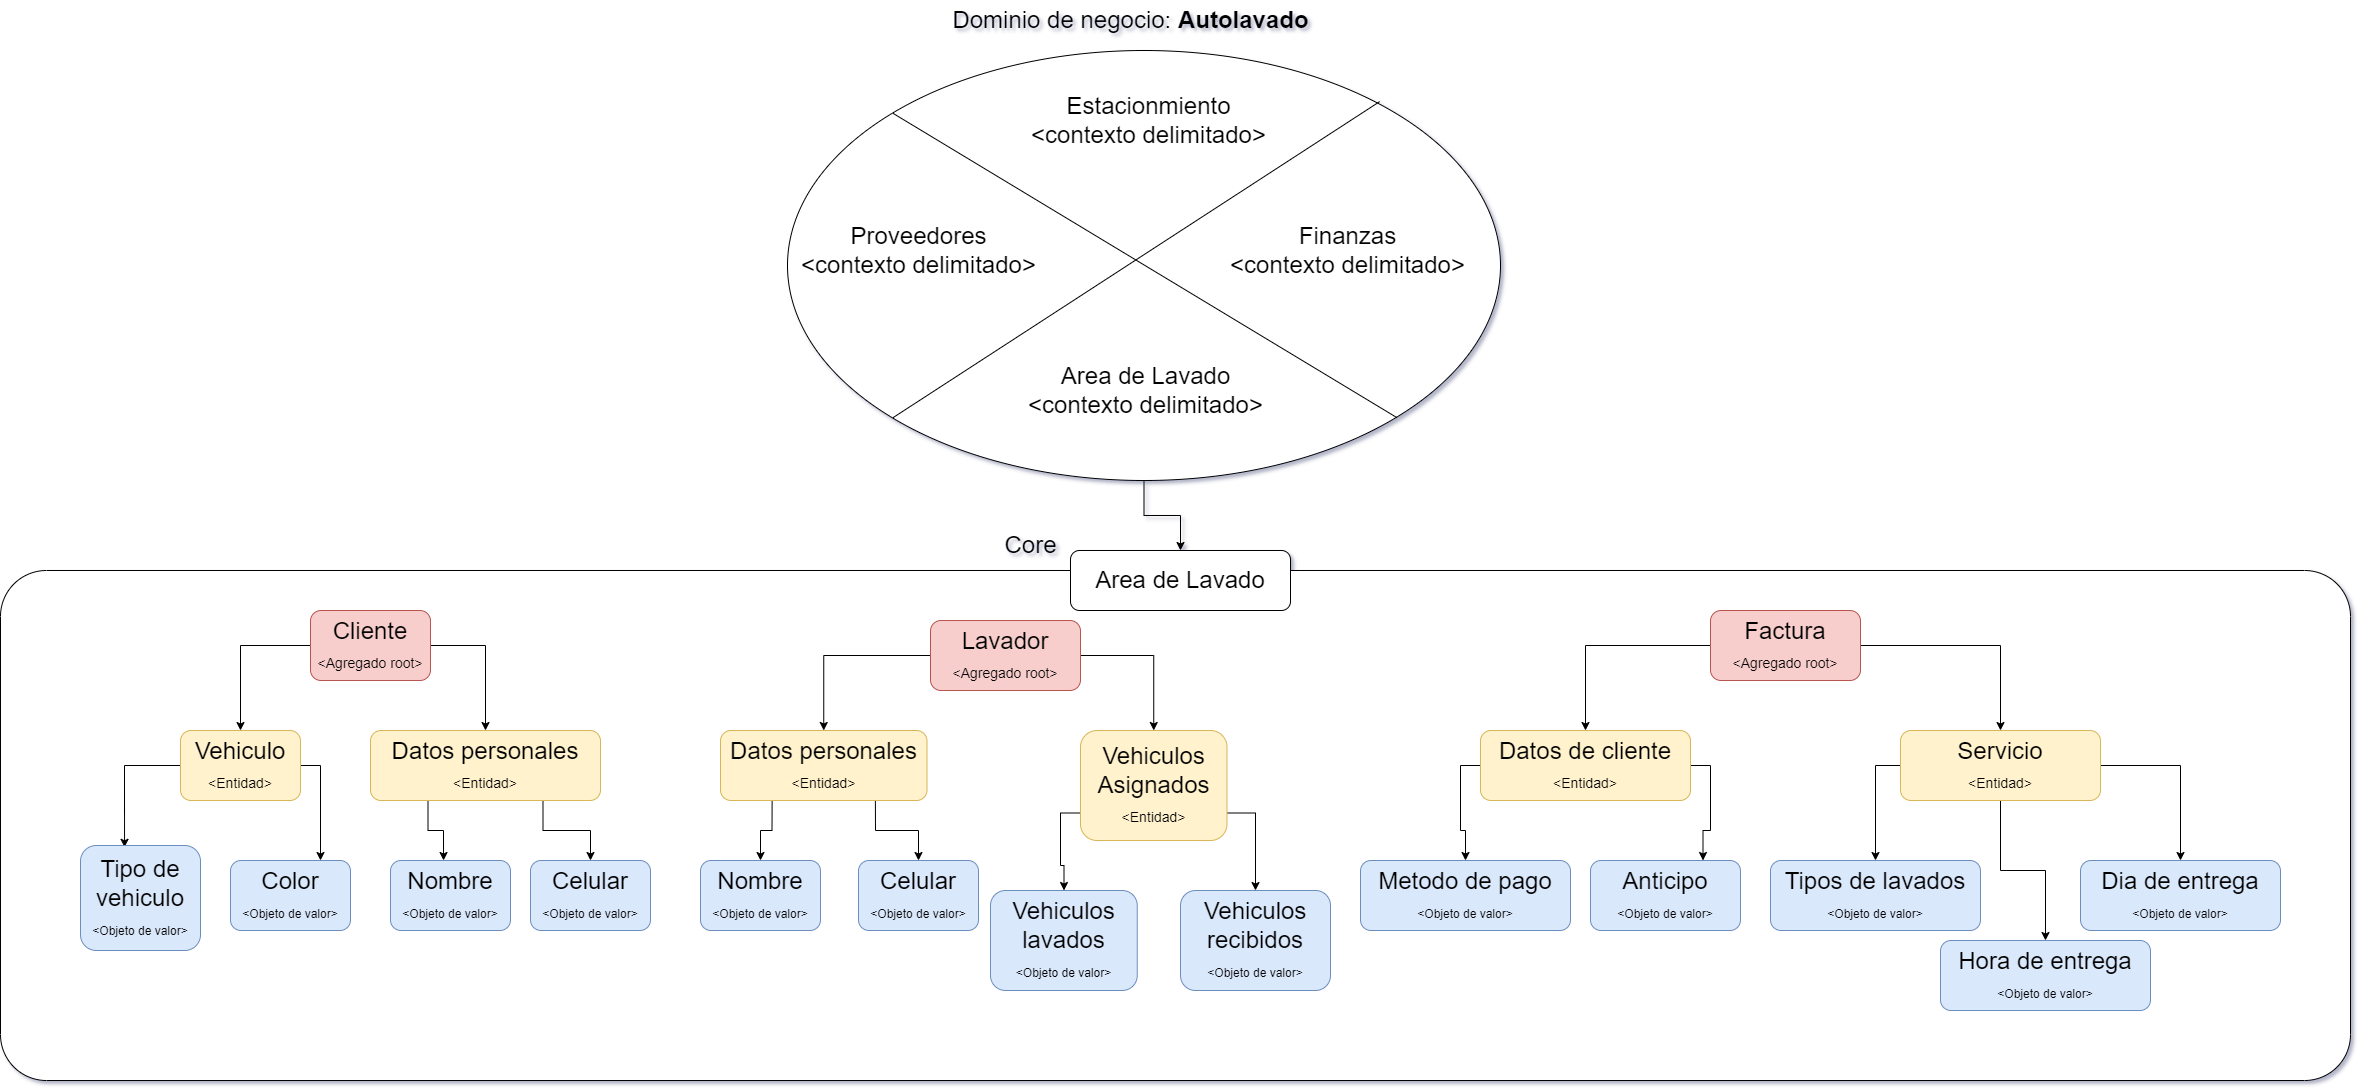 Dominio de negocio: Autolavado
Estacionmiento
<contexto delimitado>
Proveedores
<contexto delimitado>
Finanzas
<contexto delimitado>
Area de Lavado
<contexto delimitado>
Core
Area de Lavado
Cliente
<Agregado root>
Lavador
<Agregado root>
Factura
<Agregado root>
Vehiculo
<Entidad>
Datos personales
<Entidad>
Datos personales
<Entidad>
Vehiculos
Asignados
<Entidad>
Datos de cliente
<Entidad>
Servicio
<Entidad>
Tipo de
vehiculo
<Objeto de valor>
Color
<Objeto de valor>
Nombre
<Objeto de valor>
Celular
<Objeto de valor>
Nombre
<Objeto de valor>
Celular
<Objeto de valor>
Vehiculos
lavados
<Objeto de valor>
Vehiculos
recibidos
<Objeto de valor>
Metodo de pago
<Objeto de valor>
Anticipo
<Objeto de valor>
Tipos de lavados
<Objeto de valor>
Hora de entrega
<Objeto de valor>
Dia de entrega
<Objeto de valor>